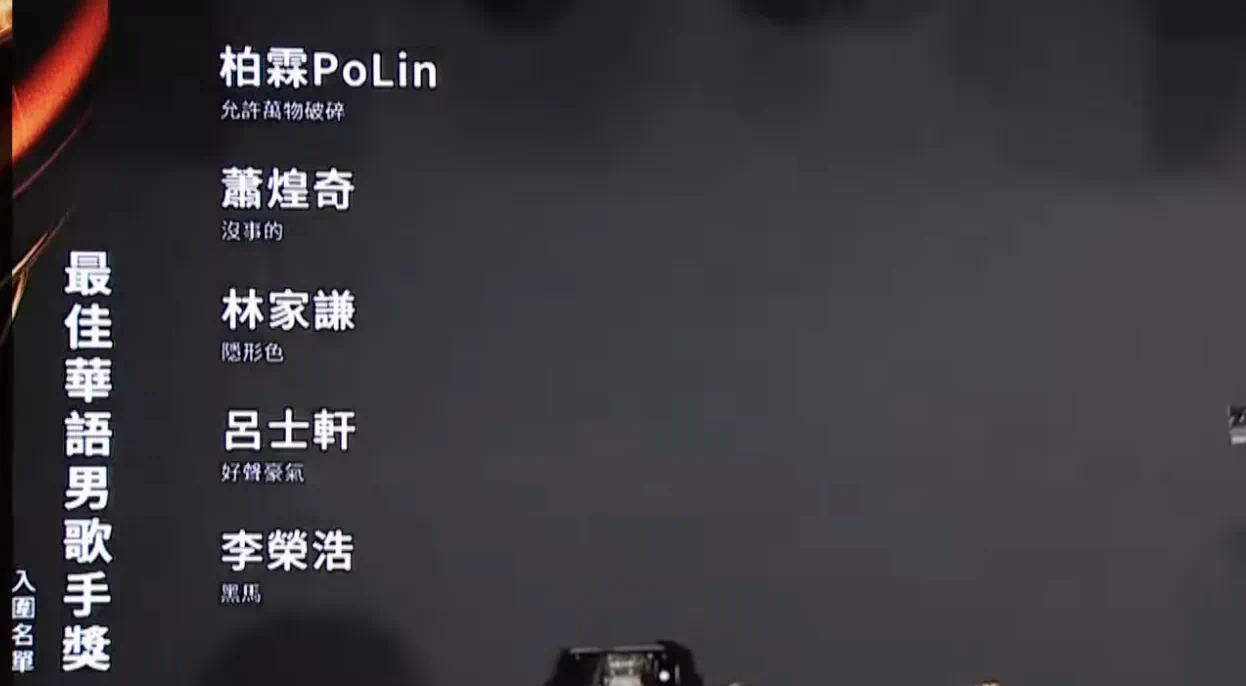 最佳華語男歌手獎
入圍名單
柏霖PoLin
允許萬物破碎
蕭煌奇
沒事的
林家謙
隱形色
呂士軒
好聲豪氣
李榮浩
黑馬